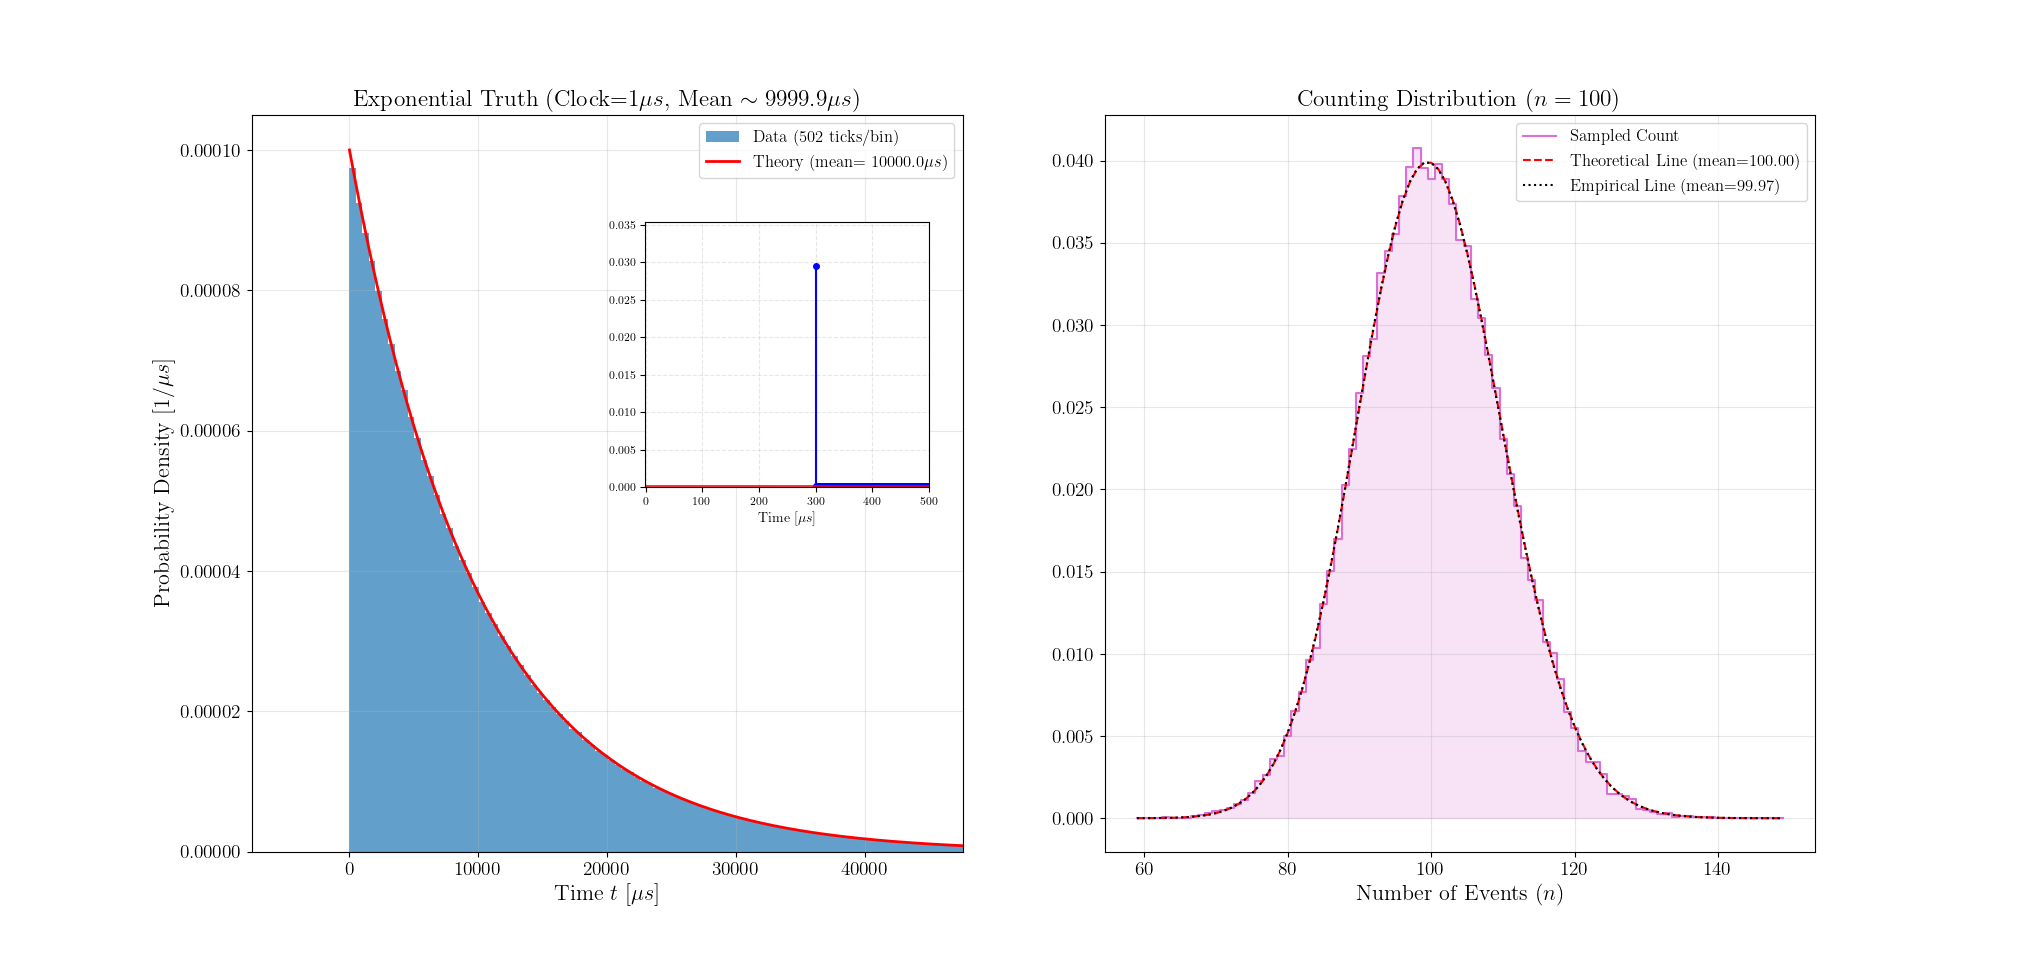 Exponential Truth (Clock=1μs, Mean ∼ 9999.9μs)
Data (502 ticks/bin)
Theory (mean= 10000.0μs)
Probability Density [1/μs]
0.00010
0.00008
0.00006
0.00004
0.00002
0.00000
0 10000 20000 30000 40000
Time t [μs]
0.035
0.030
0.025
0.020
0.015
0.010
0.005
0.000
0 100 200 300 400 500
Time [μs]
Counting Distribution (n = 100)
Sampled Count
Theoretical Line (mean=100.00)
Empirical Line (mean=99.97)
0.040
0.035
0.030
0.025
0.020
0.015
0.010
0.005
0.000
60 80 100 120 140
Number of Events (n)